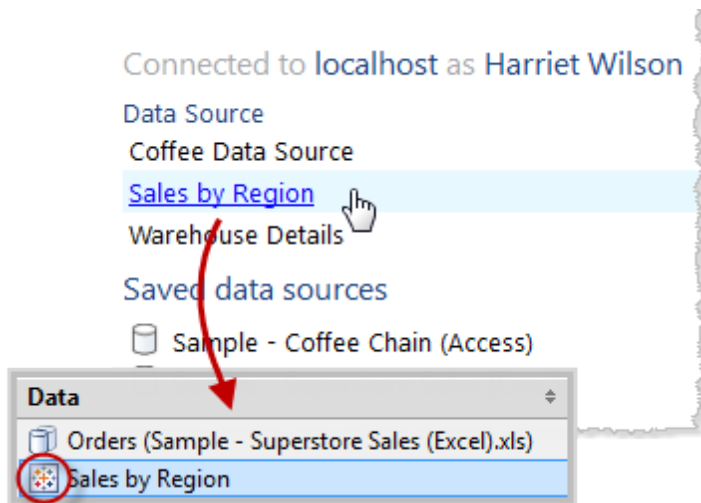 Connected to localhost as Harriet Wilson
Data Source
Coffee Data Source
Sales by Region
Warehouse Details
Saved data sources
Sample - Coffee Chain (Access)
Data
Orders (Sample - Superstore Sales (Excel).xls)
Sales by Region